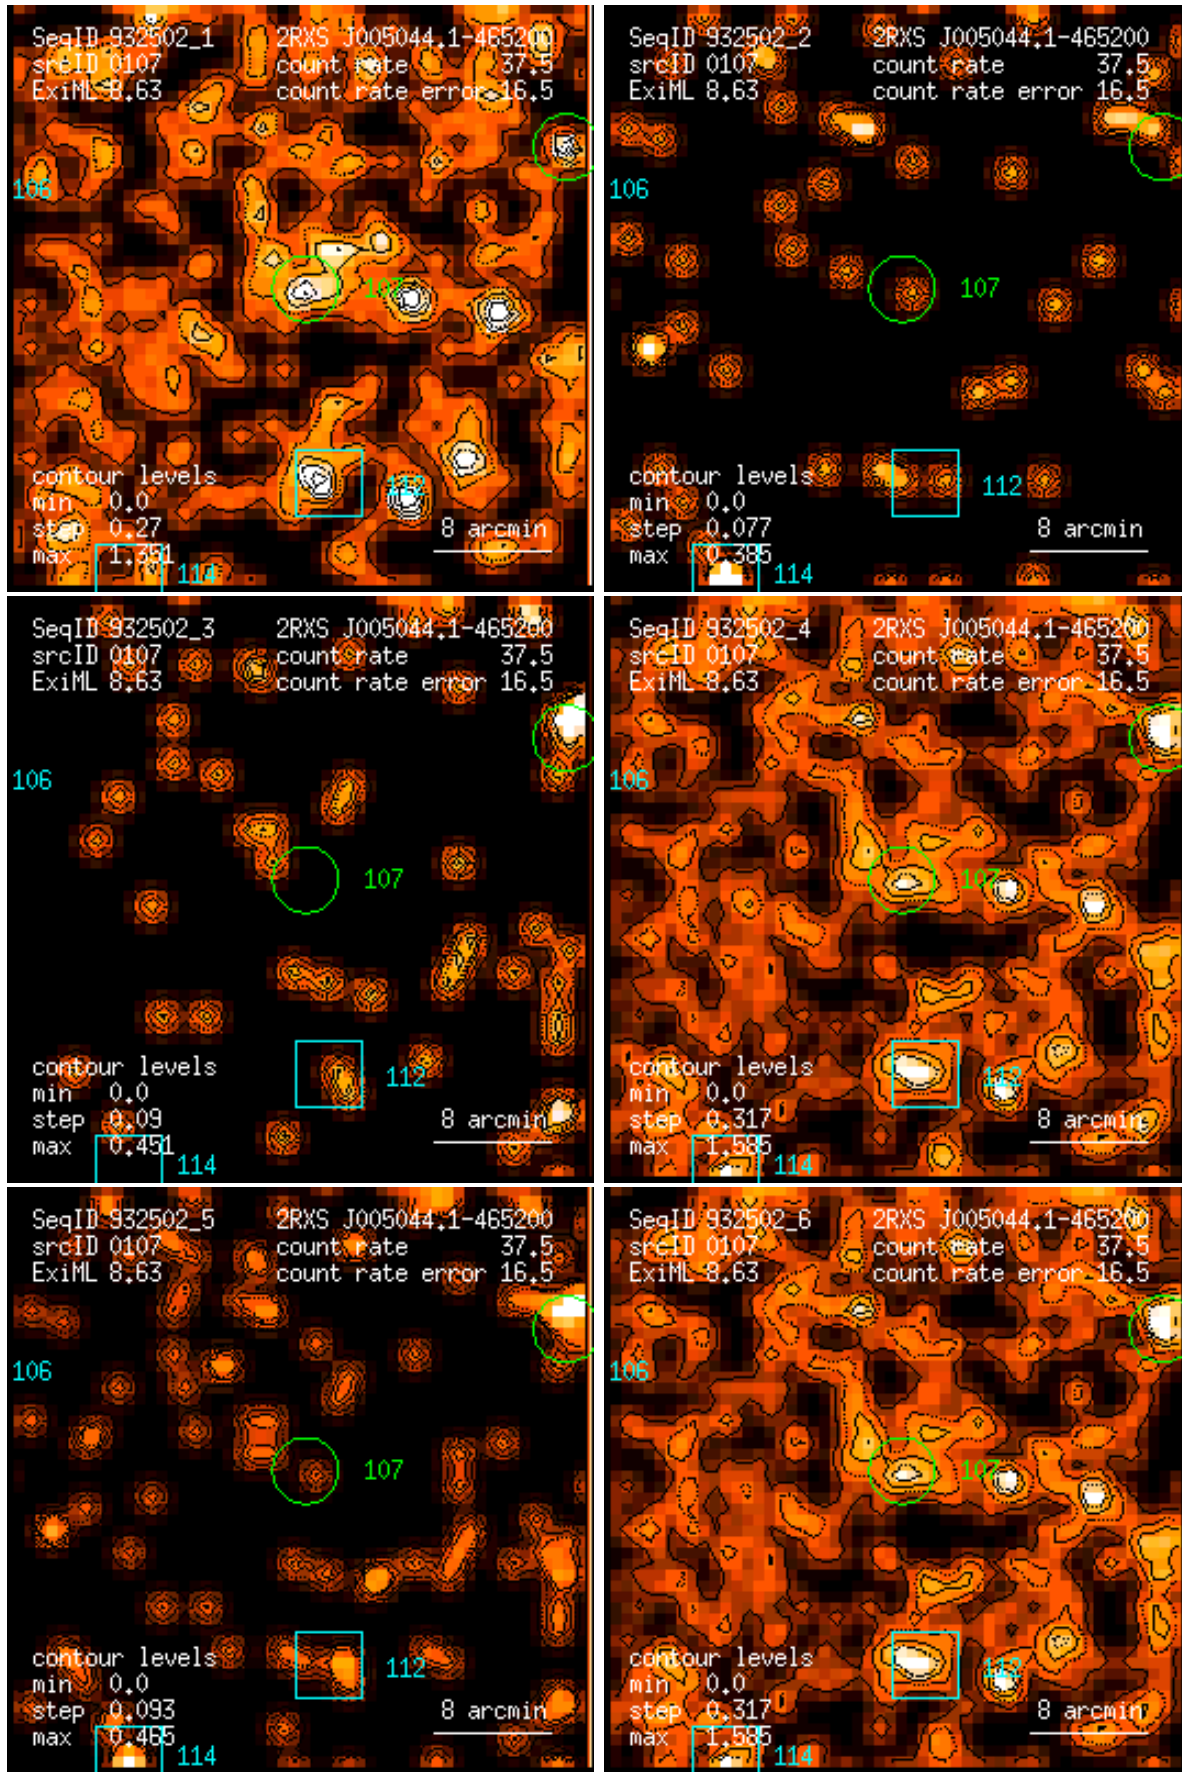 SeqID 932502_1 2RXS J005044.1-465200
srcID 0107 count rate 37.5
ExiML 8.63 count rate error 16.5
106
107
contour levels
112
min 0.0
step 0.27 8 arcmin
max 1.351
114
SeqID 932502_2 2RXS J005044.1-465200
srcID 0107 count rate 37.5
ExiML 8.63 count rate error 16.5
106
107
contour levels
112
min 0.0
step 0.077 8 arcmin
max 0.385
114
SeqID 932502_3 2RXS J005044.1-465200
srcID 0107 count rate 37.5
ExiML 8.63 count rate error 16.5
106
107
contour levels
112
min 0.0
step 0.09 8 arcmin
max 0.451
114
SeqID 932502_4 2RXS J005044.1-465200
srcID 0107 count rate 37.5
ExiML 8.63 count rate error 16.5
106
107
contour levels
112
min 0.0
step 0.317 8 arcmin
max 1.585
114
SeqID 932502_5 2RXS J005044.1-465200
srcID 0107 count rate 37.5
ExiML 8.63 count rate error 16.5
106
107
contour levels
112
min 0.0
step 0.093 8 arcmin
max 0.465
114
SeqID 932502_6 2RXS J005044.1-465200
srcID 0107 count rate 37.5
ExiML 8.63 count rate error 16.5
106
107
contour levels
112
min 0.0
step 0.317 8 arcmin
max 1.585
114